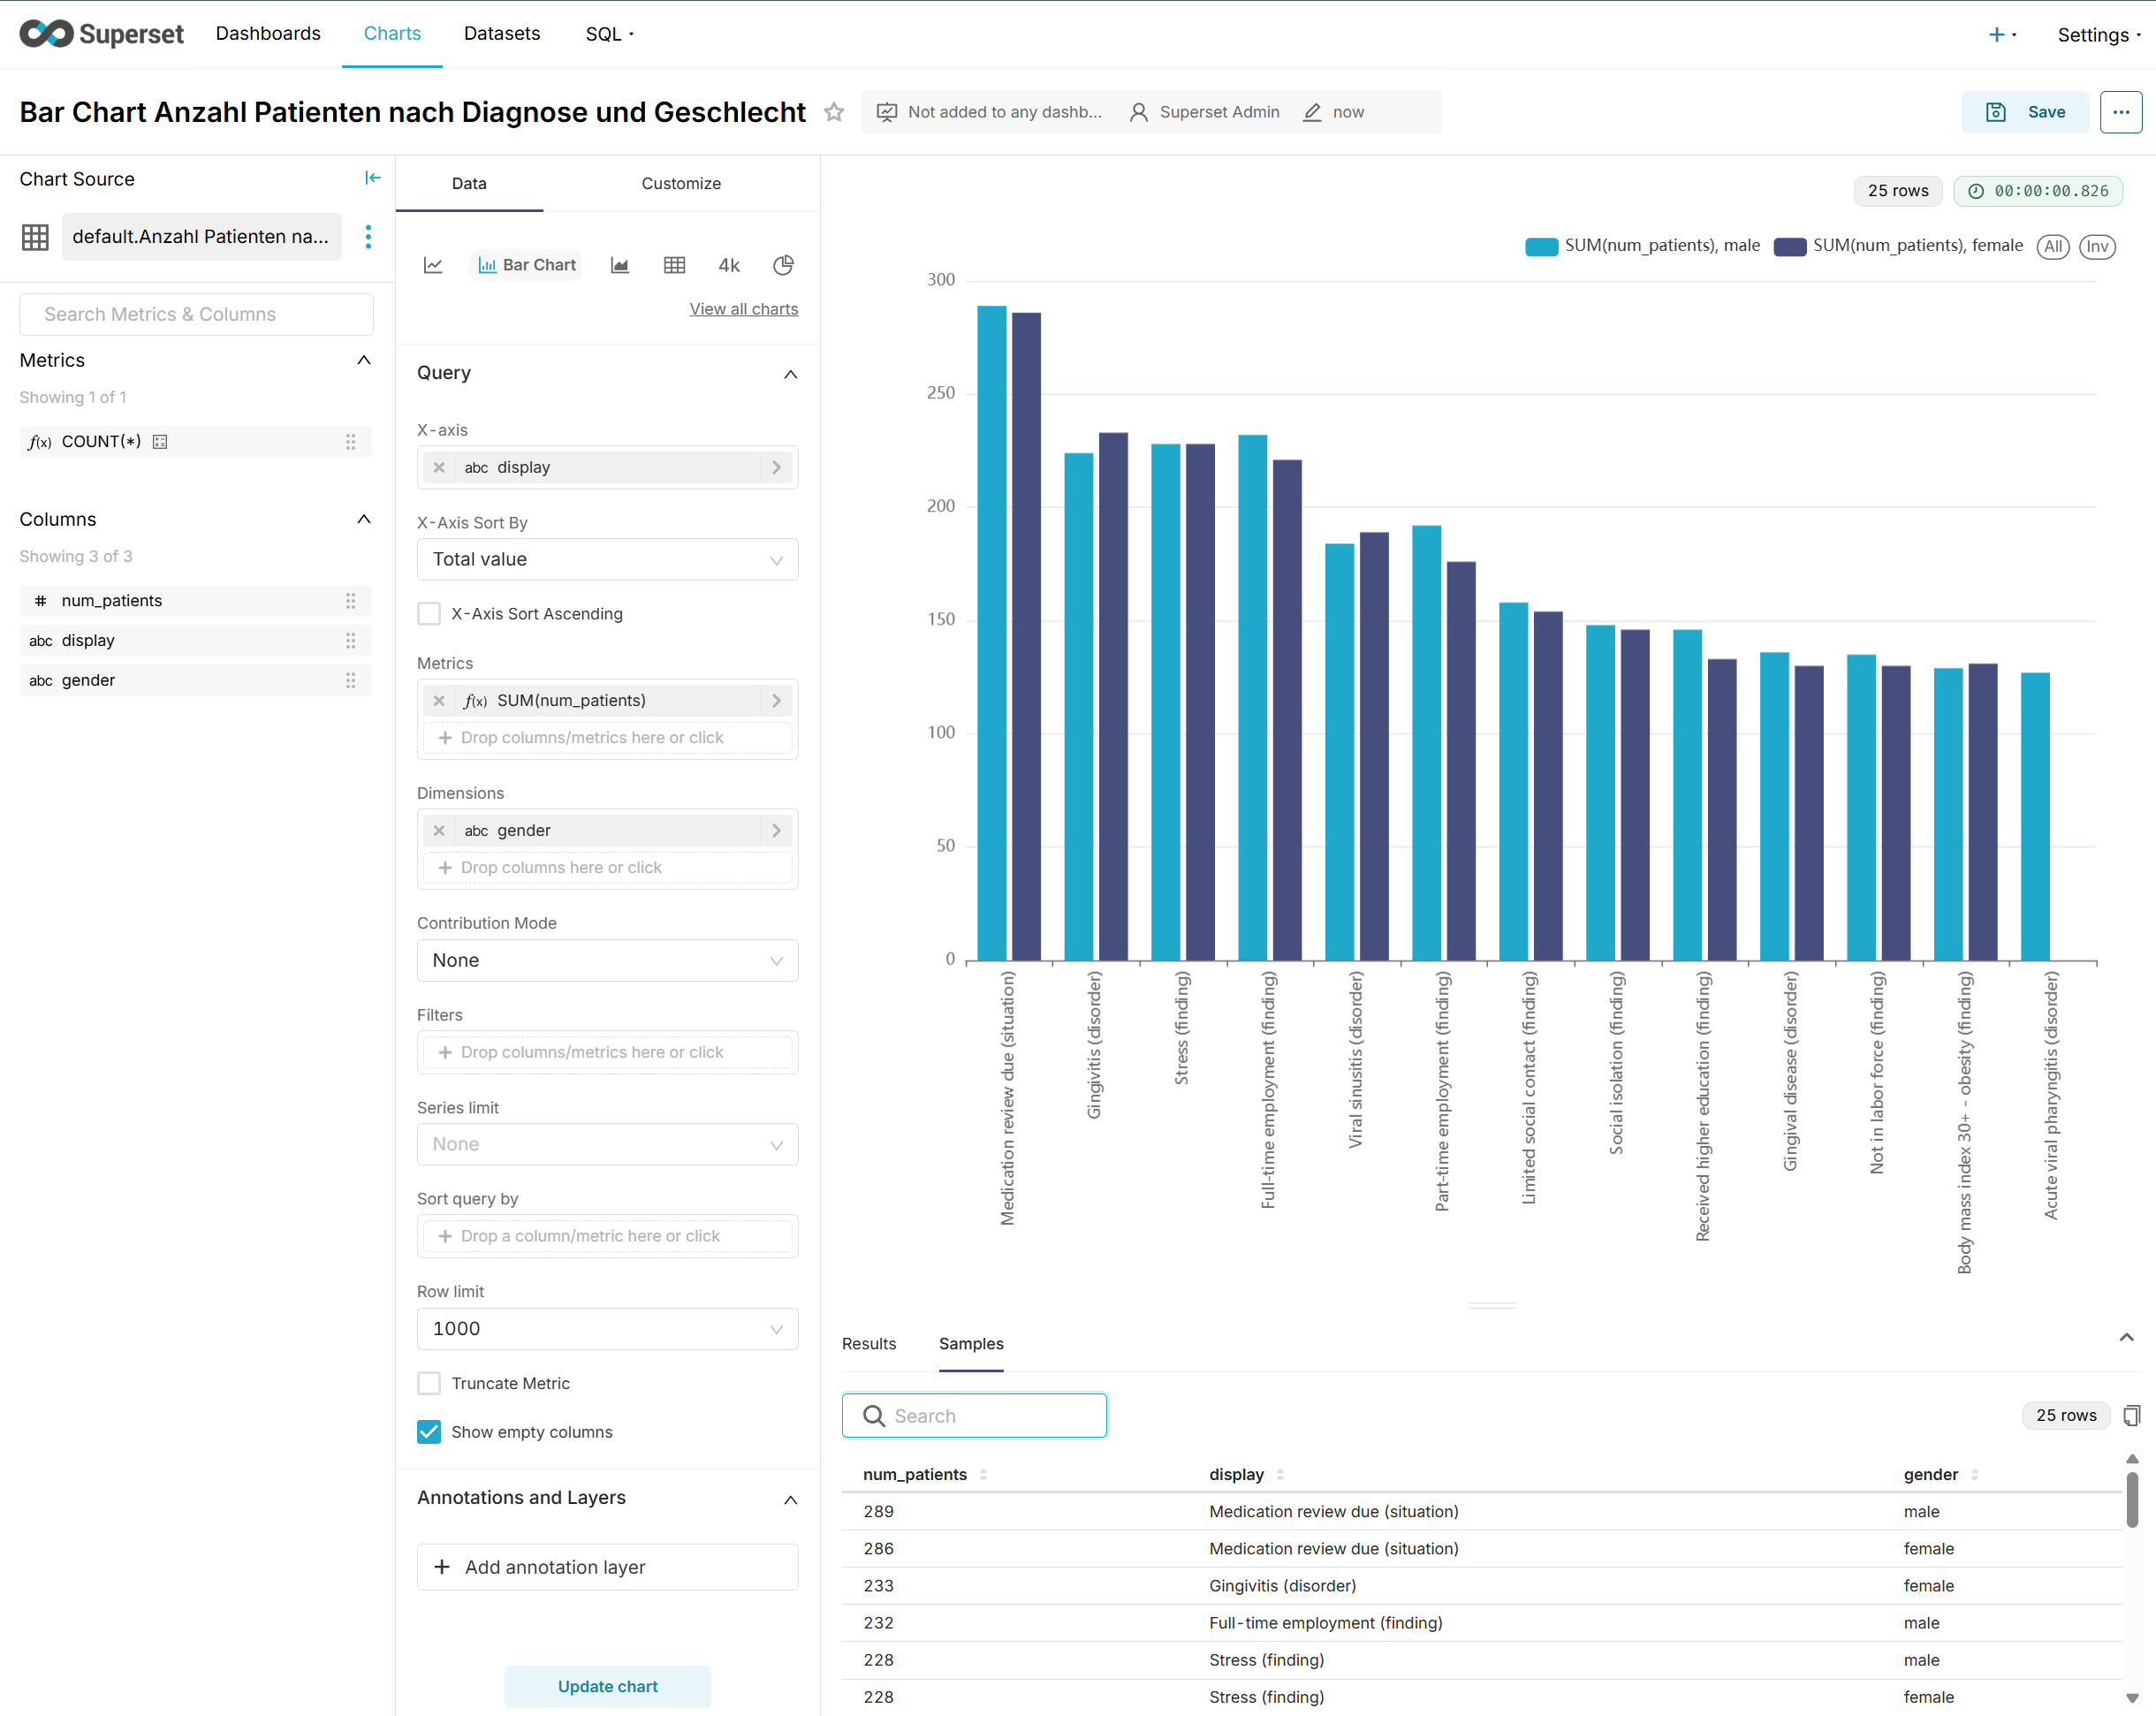 Superset
Dashboards
Charts
Datasets
SQL
Settings
Bar Chart Anzahl Patienten nach Diagnose und Geschlecht
Not added to any dashb...
Superset Admin
now
Save
Chart Source
default.Anzahl Patienten na...
Search Metrics & Columns
Metrics
Showing 1 of 1
f(x) COUNT(*)
Columns
Showing 3 of 3
# num_patients
abc display
abc gender
Data
Customize
Bar Chart
4k
View all charts
Query
X-axis
abc display
X-Axis Sort By
Total value
X-Axis Sort Ascending
Metrics
f(x) SUM(num_patients)
Drop columns/metrics here or click
Dimensions
abc gender
Drop columns here or click
Contribution Mode
None
Filters
Drop columns/metrics here or click
Series limit
None
Sort query by
Drop a column/metric here or click
Row limit
1000
Truncate Metric
Show empty columns
Annotations and Layers
Add annotation layer
Update chart
25 rows
00:00:00.826
SUM(num_patients), male
SUM(num_patients), female
All
Inv
300
250
200
150
100
50
0
Medication review due (situation)
Gingivitis (disorder)
Stress (finding)
Full-time employment (finding)
Viral sinusitis (disorder)
Part-time employment (finding)
Limited social contact (finding)
Social isolation (finding)
Received higher education (finding)
Gingival disease (disorder)
Not in labor force (finding)
Body mass index 30+ - obesity (finding)
Acute viral pharyngitis (disorder)
Results
Samples
Search
25 rows
num_patients display gender
289 Medication review due (situation) male
286 Medication review due (situation) female
233 Gingivitis (disorder) female
232 Full-time employment (finding) male
228 Stress (finding) male
228 Stress (finding) female